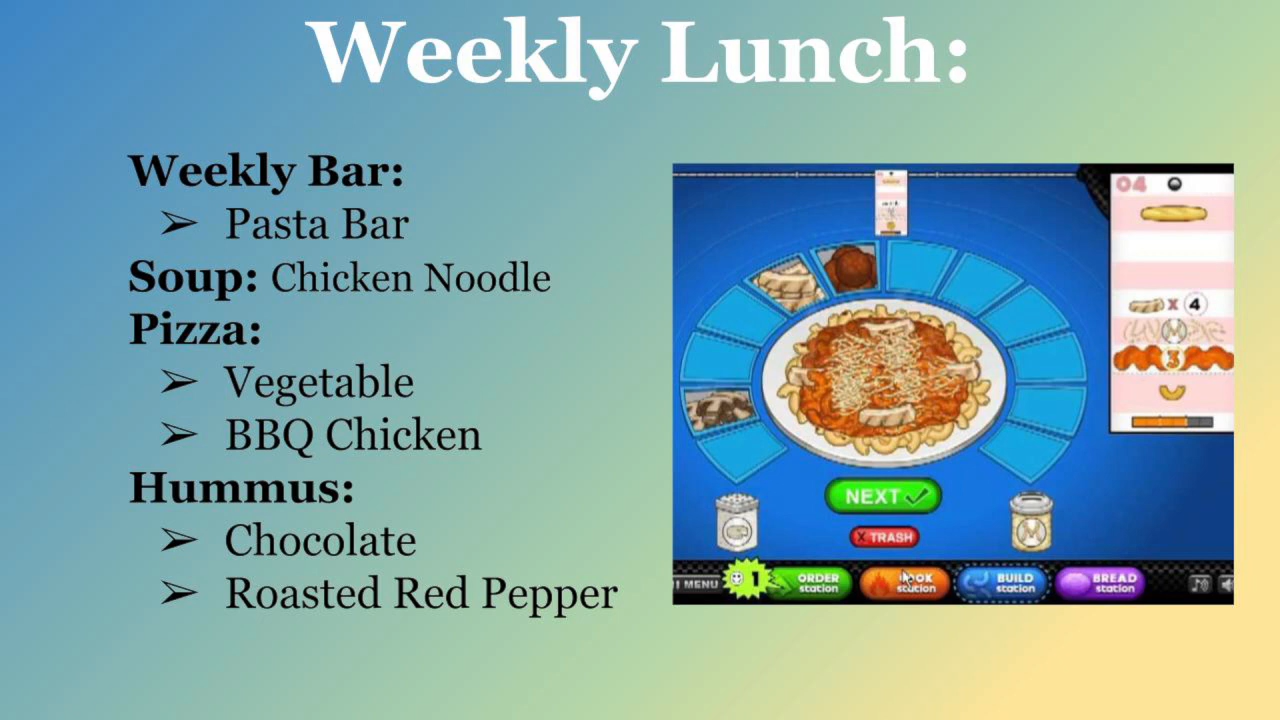 Weekly Lunch:
Weekly Bar:
➢ Pasta Bar
Soup: Chicken Noodle
Pizza:
➢ Vegetable
➢ BBQ Chicken
Hummus:
➢ Chocolate
➢ Roasted Red Pepper
04
X 4
M
3
NEXT
X TRASH
M
MENU
1
ORDER station
station
BUILD station
BREAD station